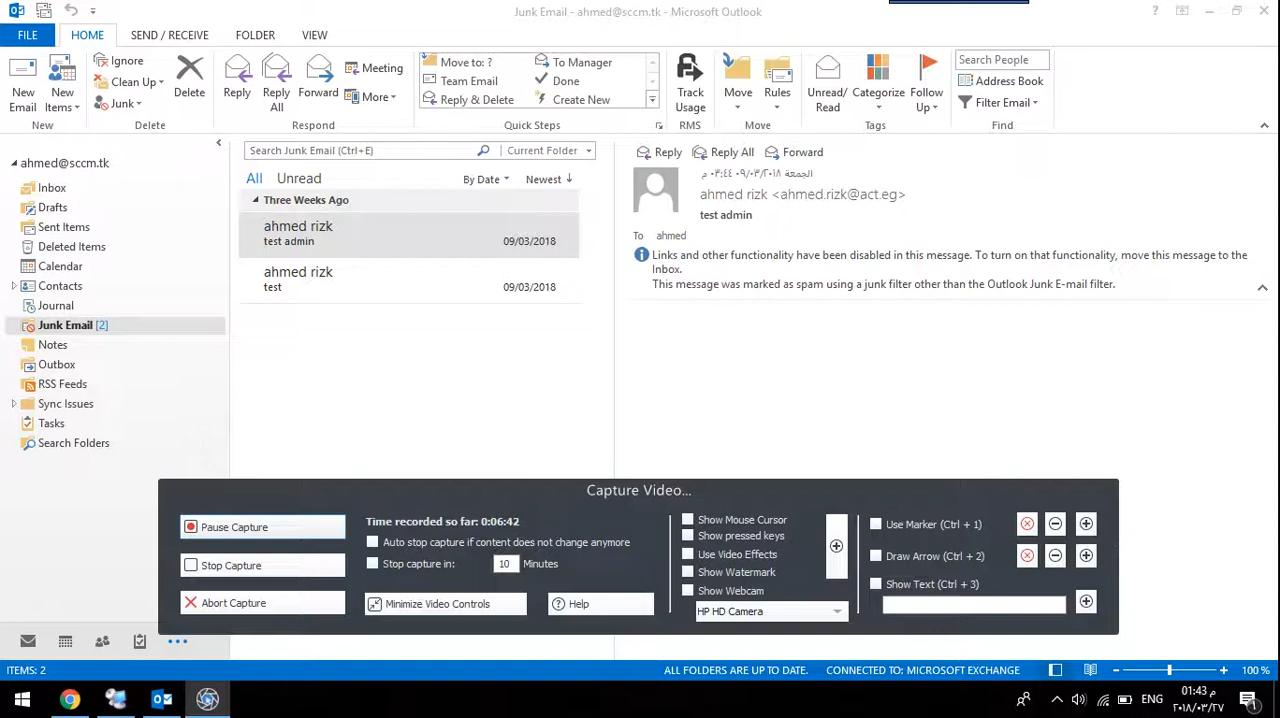 Junk Email - ahmed@sccm.tk - Microsoft Outlook
FILE
HOME
SEND / RECEIVE
FOLDER
VIEW
New Email
New Items
New
Ignore
Clean Up
Junk
Delete
Delete
Reply
Reply All
Forward
Meeting
More
Respond
Move to: ?
Team Email
Reply & Delete
To Manager
Done
Create New
Quick Steps
Track Usage
RMS
Move
Rules
Move
Unread/ Read
Categorize
Follow Up
Tags
Search People
Address Book
Filter Email
Find
ahmed@sccm.tk
Inbox
Drafts
Sent Items
Deleted Items
Calendar
Contacts
Journal
Junk Email [2]
Notes
Outbox
RSS Feeds
Sync Issues
Tasks
Search Folders
Search Junk Email (Ctrl+E)
Current Folder
All
Unread
By Date
Newest
Three Weeks Ago
ahmed rizk
test admin
09/03/2018
ahmed rizk
test
09/03/2018
Reply
Reply All
Forward
الجمعة ٠٩/٠٣/٢٠١٨ ٠٣:٤٤ م
ahmed rizk <ahmed.rizk@act.eg>
test admin
To ahmed
Links and other functionality have been disabled in this message. To turn on that functionality, move this message to the
Inbox.
This message was marked as spam using a junk filter other than the Outlook Junk E-mail filter.
Capture Video...
Pause Capture
Stop Capture
Abort Capture
Time recorded so far: 0:06:42
Auto stop capture if content does not change anymore
Stop capture in: 10 Minutes
Minimize Video Controls
Help
Show Mouse Cursor
Show pressed keys
Use Video Effects
Show Watermark
Show Webcam
HP HD Camera
Use Marker (Ctrl + 1)
Draw Arrow (Ctrl + 2)
Show Text (Ctrl + 3)
ITEMS: 2
ALL FOLDERS ARE UP TO DATE.
CONNECTED TO: MICROSOFT EXCHANGE
100 %
ENG
01:43 م
٢٠١٨/٠٣/٢٧
1